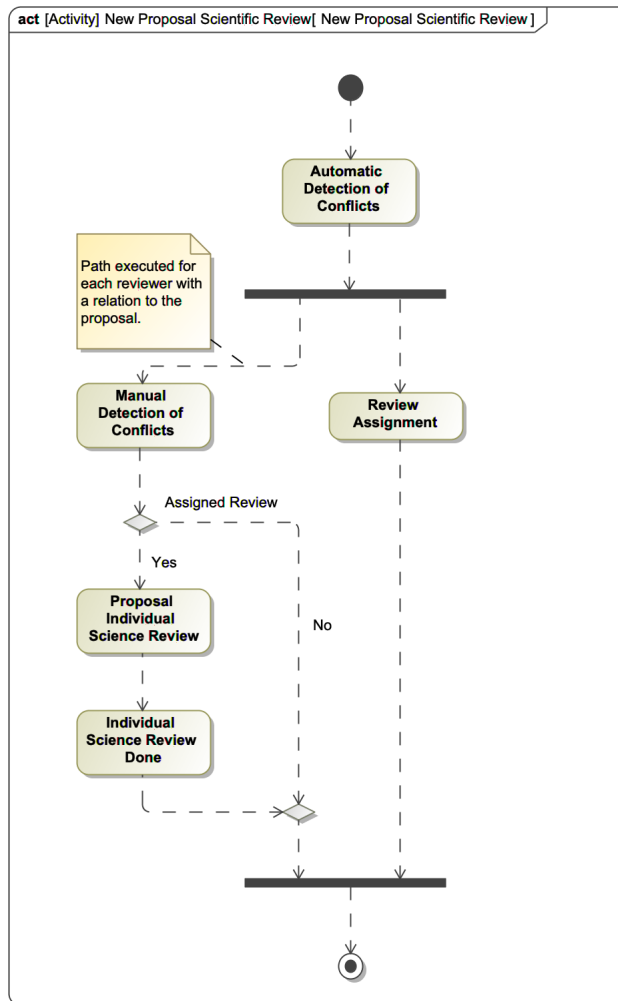 act [Activity] New Proposal Scientific Review[ New Proposal Scientific Review ]
Automatic
Detection of
Conflicts
Path executed for
each reviewer with
a relation to the
proposal.
Manual
Detection of
Conflicts
Review
Assignment
Assigned Review
Yes
Proposal
Individual
Science Review
No
Individual
Science Review
Done